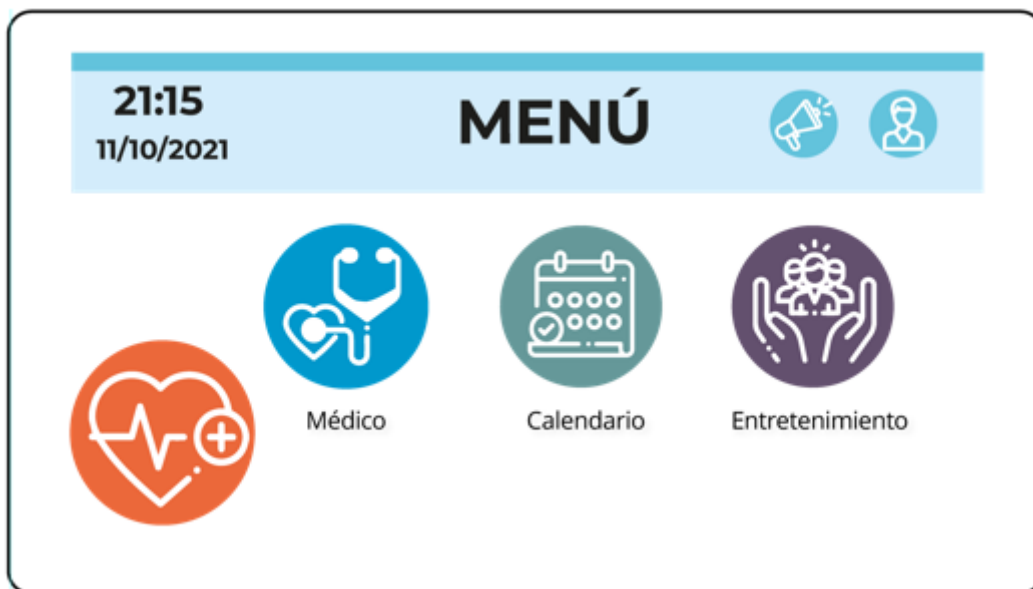 21:15
11/10/2021
MENÚ
Médico
Calendario
Entretenimiento